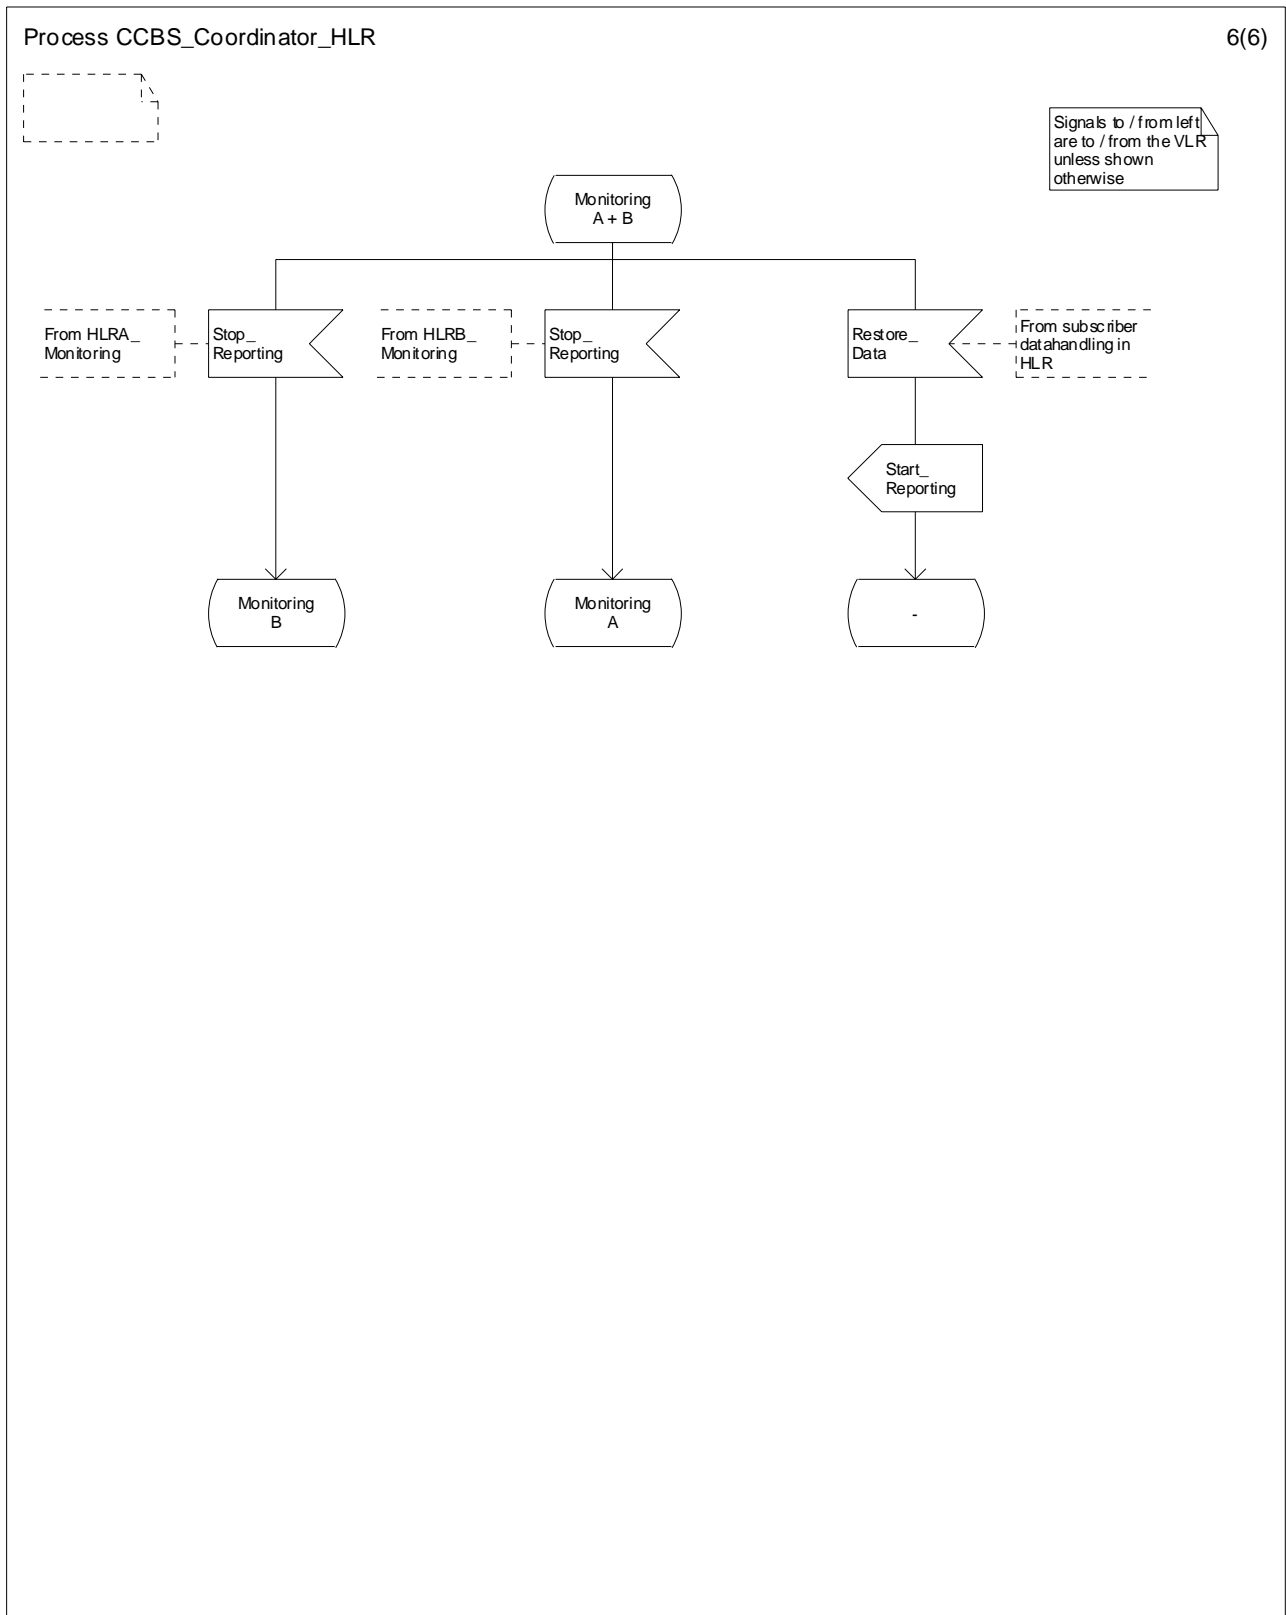 Process CCBS_Coordinator_HLR
6(6)
Signals to / from left
are to / from the VLR
unless shown
otherwise
Monitoring
A + B
From HLRA_
Monitoring
Stop_
Reporting
From HLRB_
Monitoring
Stop_
Reporting
Restore_
Data
From subscriber
datahandling in
HLR
Start_
Reporting
Monitoring
B
Monitoring
A
-